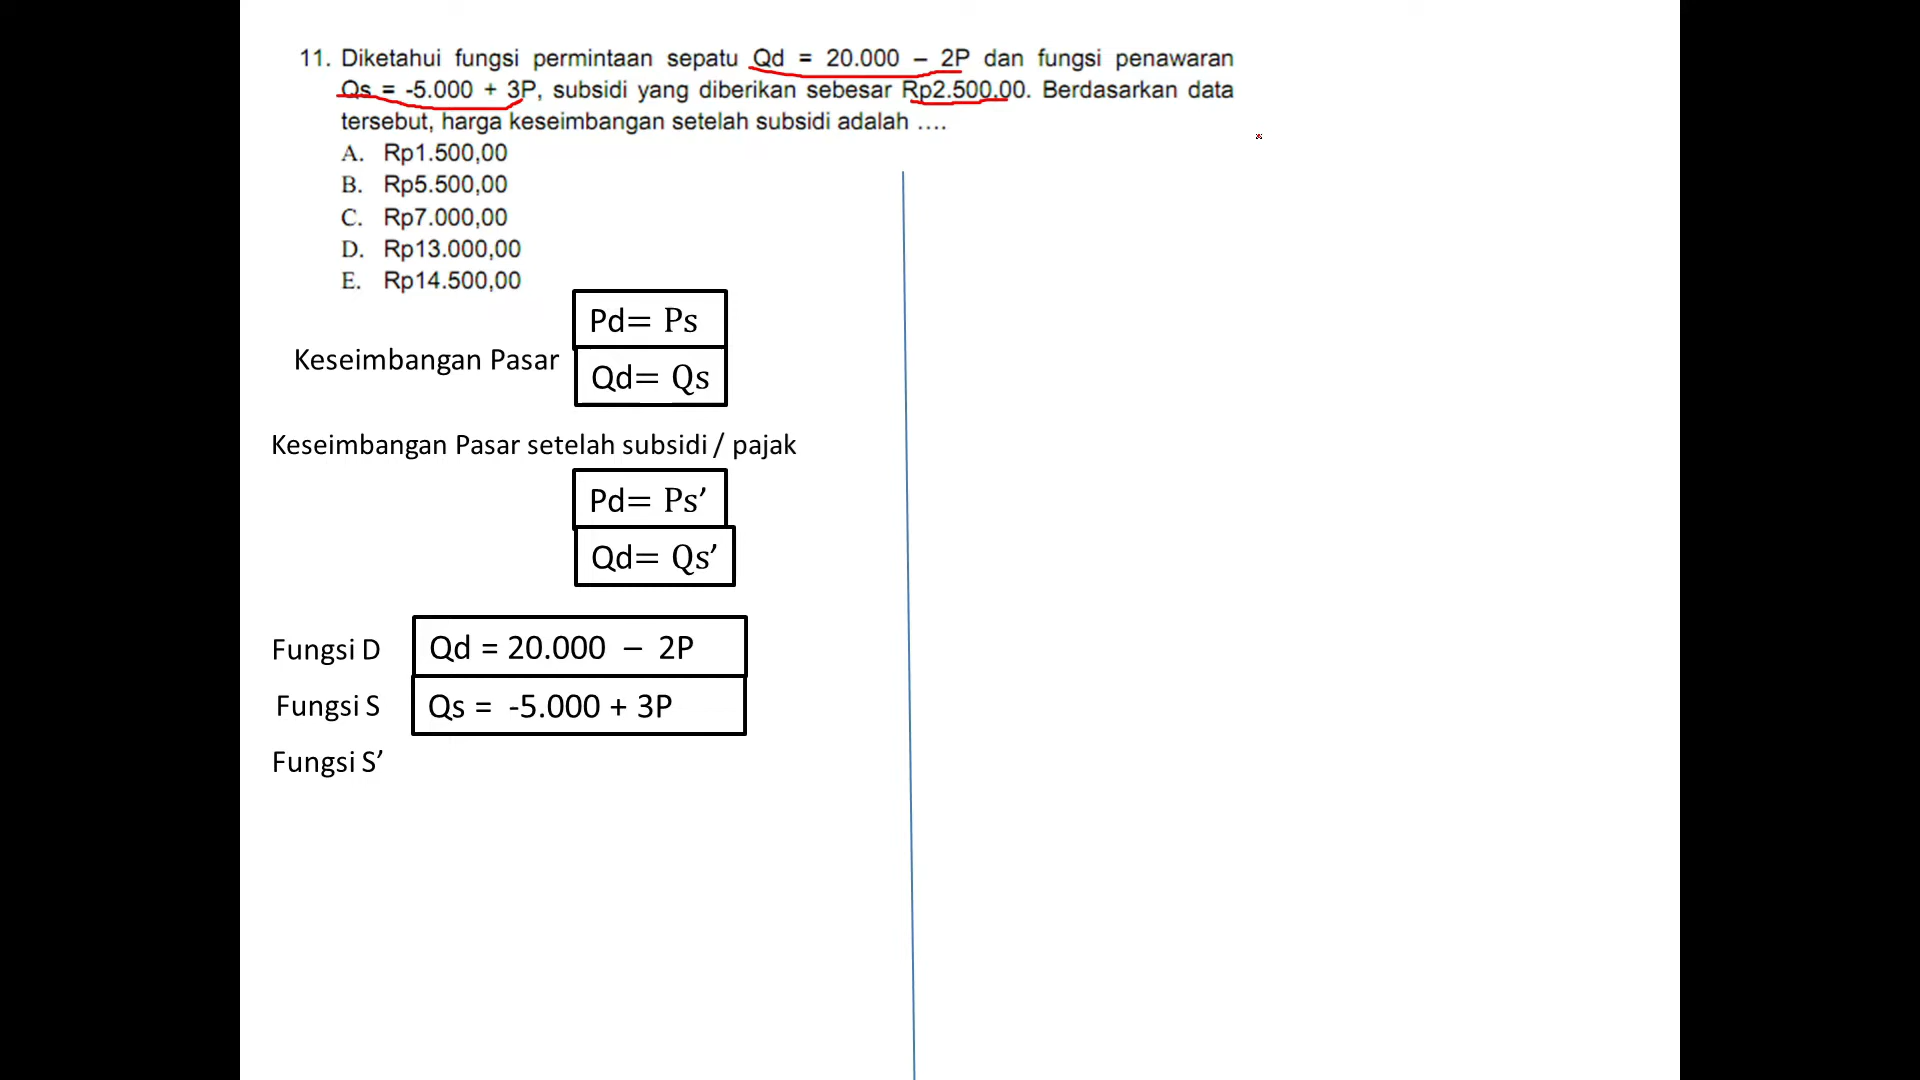 11. Diketahui fungsi permintaan sepatu Qd = 20.000 – 2P dan fungsi penawaran
Qs = -5.000 + 3P, subsidi yang diberikan sebesar Rp2.500,00. Berdasarkan data
tersebut, harga keseimbangan setelah subsidi adalah ....
A. Rp1.500,00
B. Rp5.500,00
C. Rp7.000,00
D. Rp13.000,00
E. Rp14.500,00
Pd= Ps
Keseimbangan Pasar
Qd= Qs
Keseimbangan Pasar setelah subsidi / pajak
Pd= Ps’
Qd= Qs’
Fungsi D Qd = 20.000 – 2P
Fungsi S Qs = -5.000 + 3P
Fungsi S’